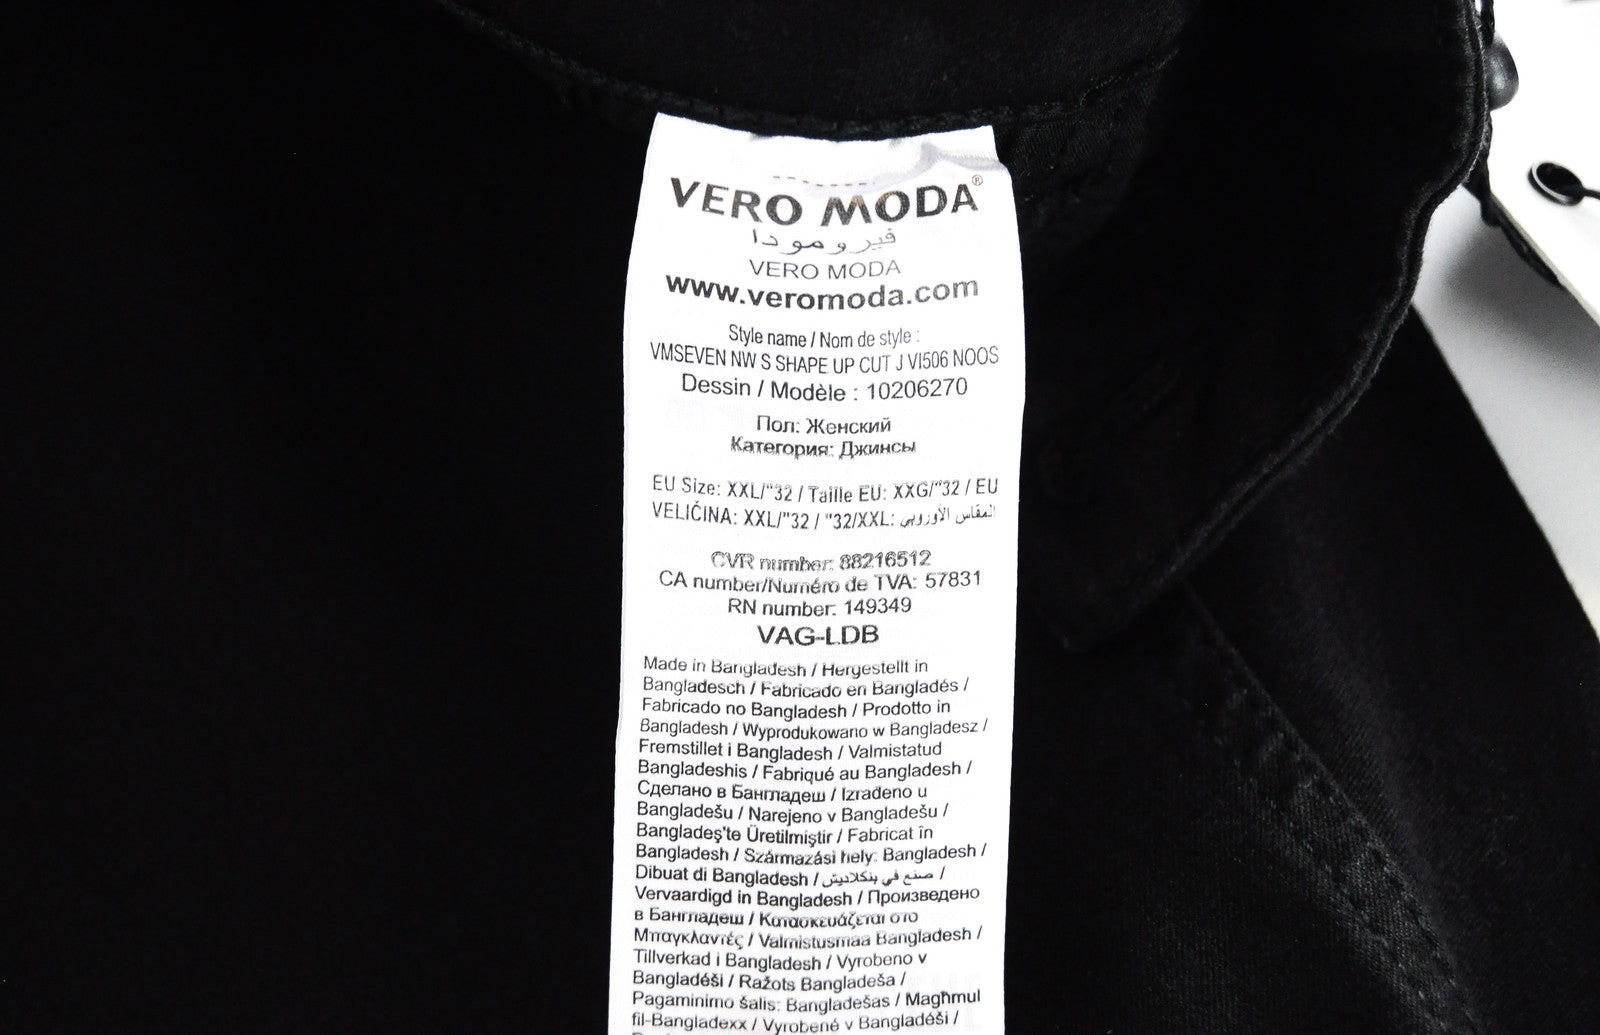 VERO MODA®
فيرو مودا
VERO MODA
www.veromoda.com
Style name / Nom de style :
VMSEVEN NW S SHAPE UP CUT J VI506 NOOS
Dessin / Modèle : 10206270
Пол: Женский
Категория: Джинсы
EU Size: XXL/"32 / Taille EU: XXG/"32 / EU
VELIČINA: XXL/"32 / "32/XXL: المقاس الأوروبي
CVR number: 88216512
CA number/Numéro de TVA: 57831
RN number: 149349
VAG-LDB
Made in Bangladesh / Hergestellt in
Bangladesch / Fabricado en Bangladés /
Fabricado no Bangladesh / Prodotto in
Bangladesh / Wyprodukowano w Bangladesz /
Fremstillet i Bangladesh / Valmistatud
Bangladeshis / Fabriqué au Bangladesh /
Сделано в Бангладеш / Izrađeno u
Bangladešu / Narejeno v Bangladešu /
Bangladeş'te Üretilmiştir / Fabricat în
Bangladesh / Származási hely: Bangladesh /
Dibuat di Bangladesh / صنع في بنكلاديش /
Vervaardigd in Bangladesh / Произведено
в Бангладеш / Κατασκευάζεται στο
Μπαγκλαντές / Valmistusmaa Bangladesh /
Tillverkad i Bangladesh / Vyrobeno v
Bangladéši / Ražots Bangladeša /
Pagaminimo šalis: Bangladešas / Magħmul
fil-Bangladexx / Vyrobené v Bangladéši /